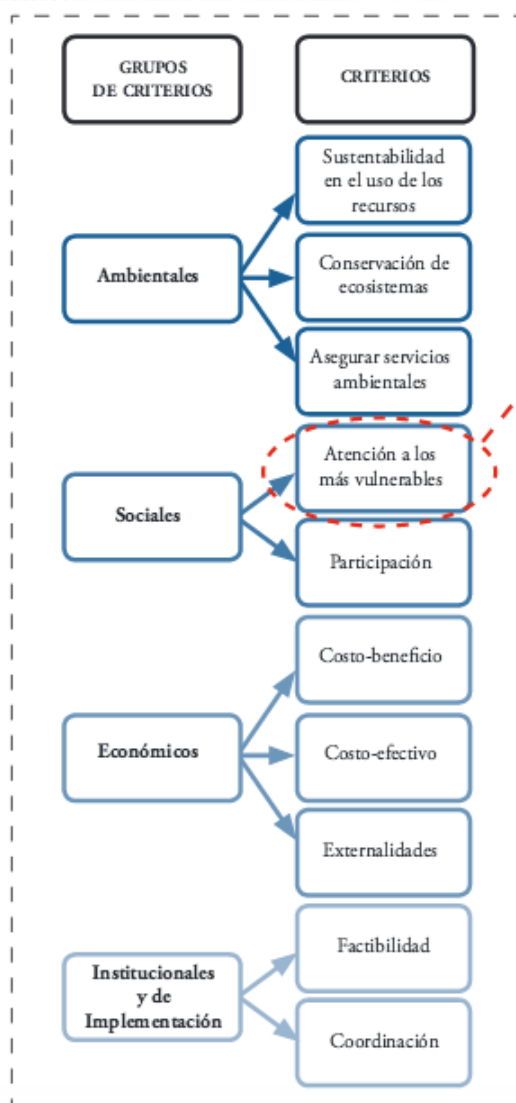 GRUPOS
DE CRITERIOS
CRITERIOS
Ambientales
Sustentabilidad
en el uso de los
recursos
Conservación de
ecosistemas
Asegurar servicios
ambientales
Sociales
Atención a los
más vulnerables
Participación
Económicos
Costo-beneficio
Costo-efectivo
Externalidades
Institucionales
y de
Implementación
Factibilidad
Coordinación